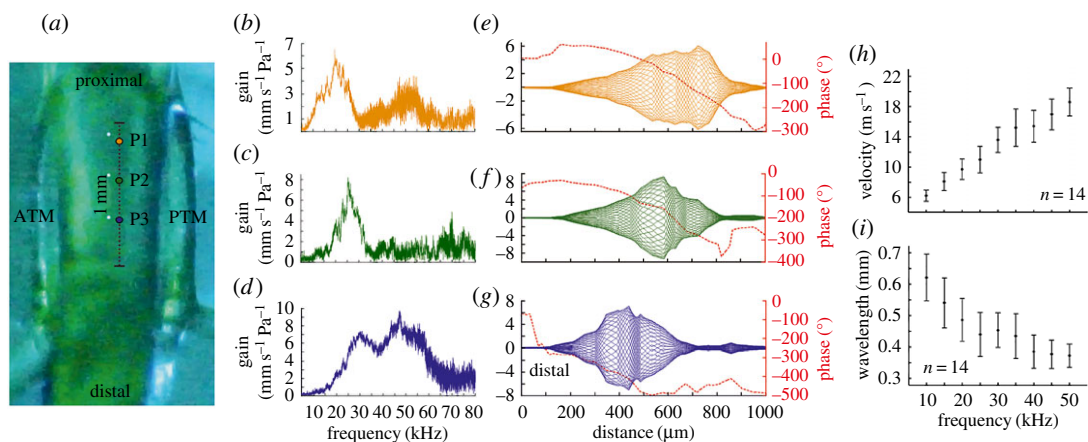 (a)
proximal
P1
P2
P3
1 mm
ATM
PTM
distal
(b)
gain
(mm s⁻¹ Pa⁻¹)
7
5
3
1
(c)
gain
(mm s⁻¹ Pa⁻¹)
8
6
4
2
0
(d)
gain
(mm s⁻¹ Pa⁻¹)
10
8
6
4
2
0
10 20 30 40 50 60 70 80
frequency (kHz)
(e)
6
2
−2
−6
0
−100
−200
−300
phase (°)
(f)
8
4
0
−4
−8
0
−100
−200
−300
−400
phase (°)
(g)
8
4
0
−4
−8
distal
0
−100
−200
−300
−400
−500
phase (°)
0 200 400 600 800 1000
distance (µm)
(h)
velocity (m s⁻¹)
22
18
14
10
6
n = 14
(i)
wavelength (mm)
0.7
0.6
0.5
0.4
0.3
n = 14
10 20 30 40 50
frequency (kHz)